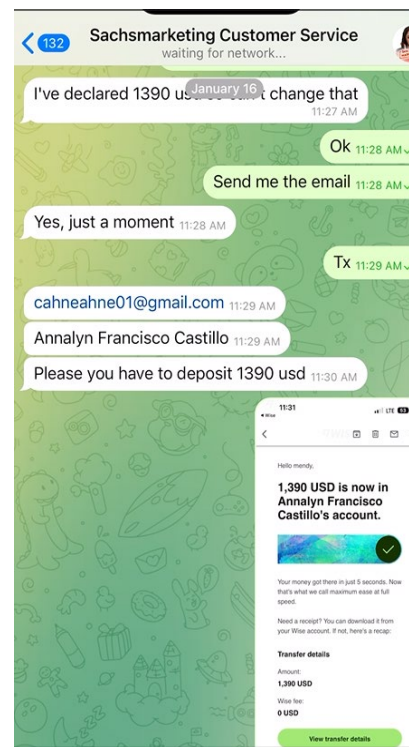 132
Sachsmarketing Customer Service
waiting for network...
January 16
I've declared 1390 change that
11:27 AM
Ok 11:28 AM
Send me the email 11:28 AM
Yes, just a moment 11:28 AM
Tx 11:29 AM
cahneahne01@gmail.com 11:29 AM
Annalyn Francisco Castillo 11:29 AM
Please you have to deposit 1390 usd 11:30 AM
11:31
LTE 53
Wise
Hello mendy,
1,390 USD is now in
Annalyn Francisco
Castillo's account.
Your money got there in just 5 seconds. Now
that's what we call maximum ease at full
speed.
Need a receipt? You can download it from
your Wise account. If not, here's a recap:
Transfer details
Amount:
1,390 USD
Wise fee:
0 USD
View transfer details